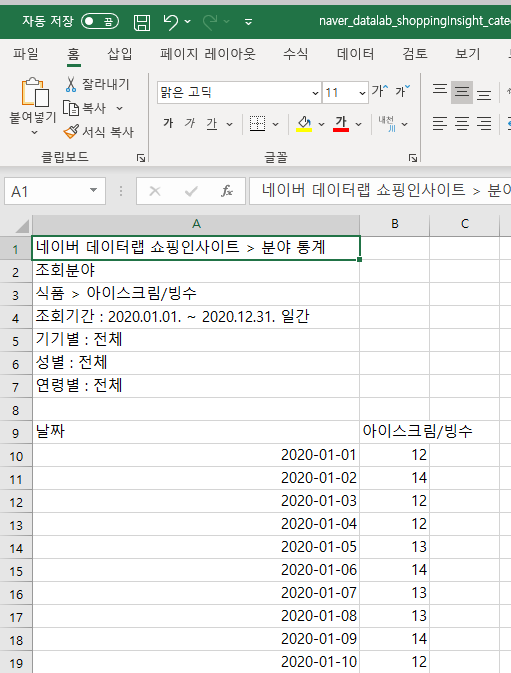 자동 저장 끔 naver_datalab_shoppingInsight_cate
파일 홈 삽입 페이지 레이아웃 수식 데이터 검토 보기
붙여넣기
잘라내기
복사
서식 복사
클립보드
맑은 고딕 11 가 가
가 가 가 가 내천
글꼴
A1 fx 네이버 데이터랩 쇼핑인사이트 > 분야
A B C
1 네이버 데이터랩 쇼핑인사이트 > 분야 통계
2 조회분야
3 식품 > 아이스크림/빙수
4 조회기간 : 2020.01.01. ~ 2020.12.31. 일간
5 기기별 : 전체
6 성별 : 전체
7 연령별 : 전체
8
9 날짜 아이스크림/빙수
10 2020-01-01 12
11 2020-01-02 14
12 2020-01-03 12
13 2020-01-04 12
14 2020-01-05 13
15 2020-01-06 14
16 2020-01-07 13
17 2020-01-08 13
18 2020-01-09 14
19 2020-01-10 12